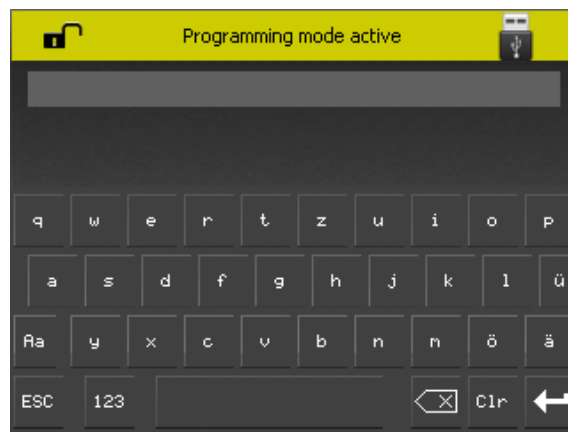 Programming mode active
q w e r t z u i o p
a s d f g h j k l ü
Aa y x c v b n m ö ä
ESC 123 Clr